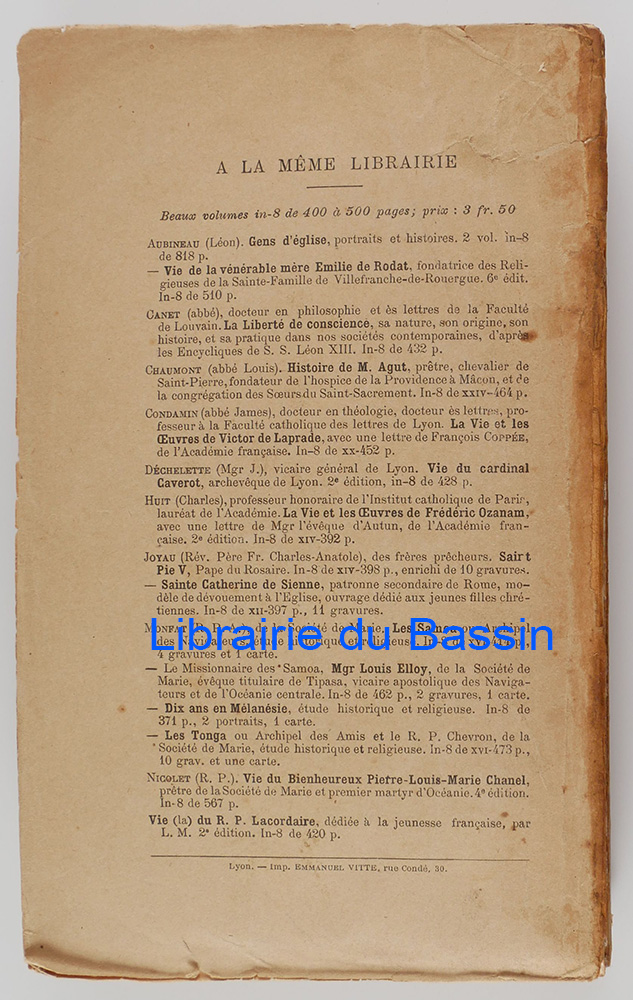 A LA MÊME LIBRAIRIE
Beaux volumes in-8 de 400 à 500 pages; prix : 3 fr. 50
AUBINEAU (Léon). Gens d'église, portraits et histoires. 2 vol. in-8
de 818 p.
— Vie de la vénérable mère Emilie de Rodat, fondatrice des Reli-
gieuses de la Sainte-Famille de Villefranche-de-Rouergue. 6e édit.
In-8 de 510 p.
CANET (abbé), docteur en philosophie et ès lettres de la Faculté
de Louvain. La Liberté de conscience, sa nature, son origine, son
histoire, et sa pratique dans nos sociétés contemporaines, d'après
les Encycliques de S. S. Léon XIII. In-8 de 432 p.
CHAUMONT (abbé Louis). Histoire de M. Agut, prêtre, chevalier de
Saint-Pierre, fondateur de l'hospice de la Providence à Mâcon, et de
la congrégation des Sœurs du Saint-Sacrement. In-8 de XXIV-464 p.
CONDAMIN (abbé James), docteur en théologie, docteur ès lettres, pro-
fesseur à la Faculté catholique des lettres de Lyon. La Vie et les
Œuvres de Victor de Laprade, avec une lettre de François COPPÉE,
de l'Académie française. In-8 de XX-452 p.
DÉCHELETTE (Mgr J.), vicaire général de Lyon. Vie du cardinal
Caverot, archevêque de Lyon. 2e édition, in-8 de 428 p.
HUIT (Charles), professeur honoraire de l'Institut catholique de Paris,
lauréat de l'Académie. La Vie et les Œuvres de Frédéric Ozanam,
avec une lettre de Mgr l'évêque d'Autun, de l'Académie fran-
çaise. 2e édition. In-8 de XIV-392 p.
JOYAU (Rév. Père Fr. Charles-Anatole), des frères prêcheurs. Saint
Pie V, Pape du Rosaire. In-8 de XIV-398 p., enrichi de 10 gravures.
— Sainte Catherine de Sienne, patronne secondaire de Rome, mo-
dèle de dévouement à l'Eglise, ouvrage dédié aux jeunes filles chré-
tiennes. In-8 de XII-397 p., 11 gravures.
Librairie du Bassin
MONFAT (R. P. A.), de la Société de Marie. Les Samoa ou Archipel
des Navigateurs, étude historique et religieuse. In-8
4 gravures et 1 carte.
— Le Missionnaire des Samoa, Mgr Louis Elloy, de la Société de
Marie, évêque titulaire de Tipasa, vicaire apostolique des Naviga-
teurs et de l'Océanie centrale. In-8 de 462 p., 2 gravures, 1 carte.
— Dix ans en Mélanésie, étude historique et religieuse. In-8 de
371 p., 2 portraits, 1 carte.
— Les Tonga ou Archipel des Amis et le R. P. Chevron, de la
Société de Marie, étude historique et religieuse. In-8 de XVI-473 p.,
10 grav. et une carte.
NICOLET (R. P.). Vie du Bienheureux Pierre-Louis-Marie Chanel,
prêtre de la Société de Marie et premier martyr d'Océanie. 4e édition.
In-8 de 567 p.
Vie (la) du R. P. Lacordaire, dédiée à la jeunesse française, par
L. M. 2e édition. In-8 de 420 p.
Lyon. — Imp. EMMANUEL VITTE, rue Condé, 30.